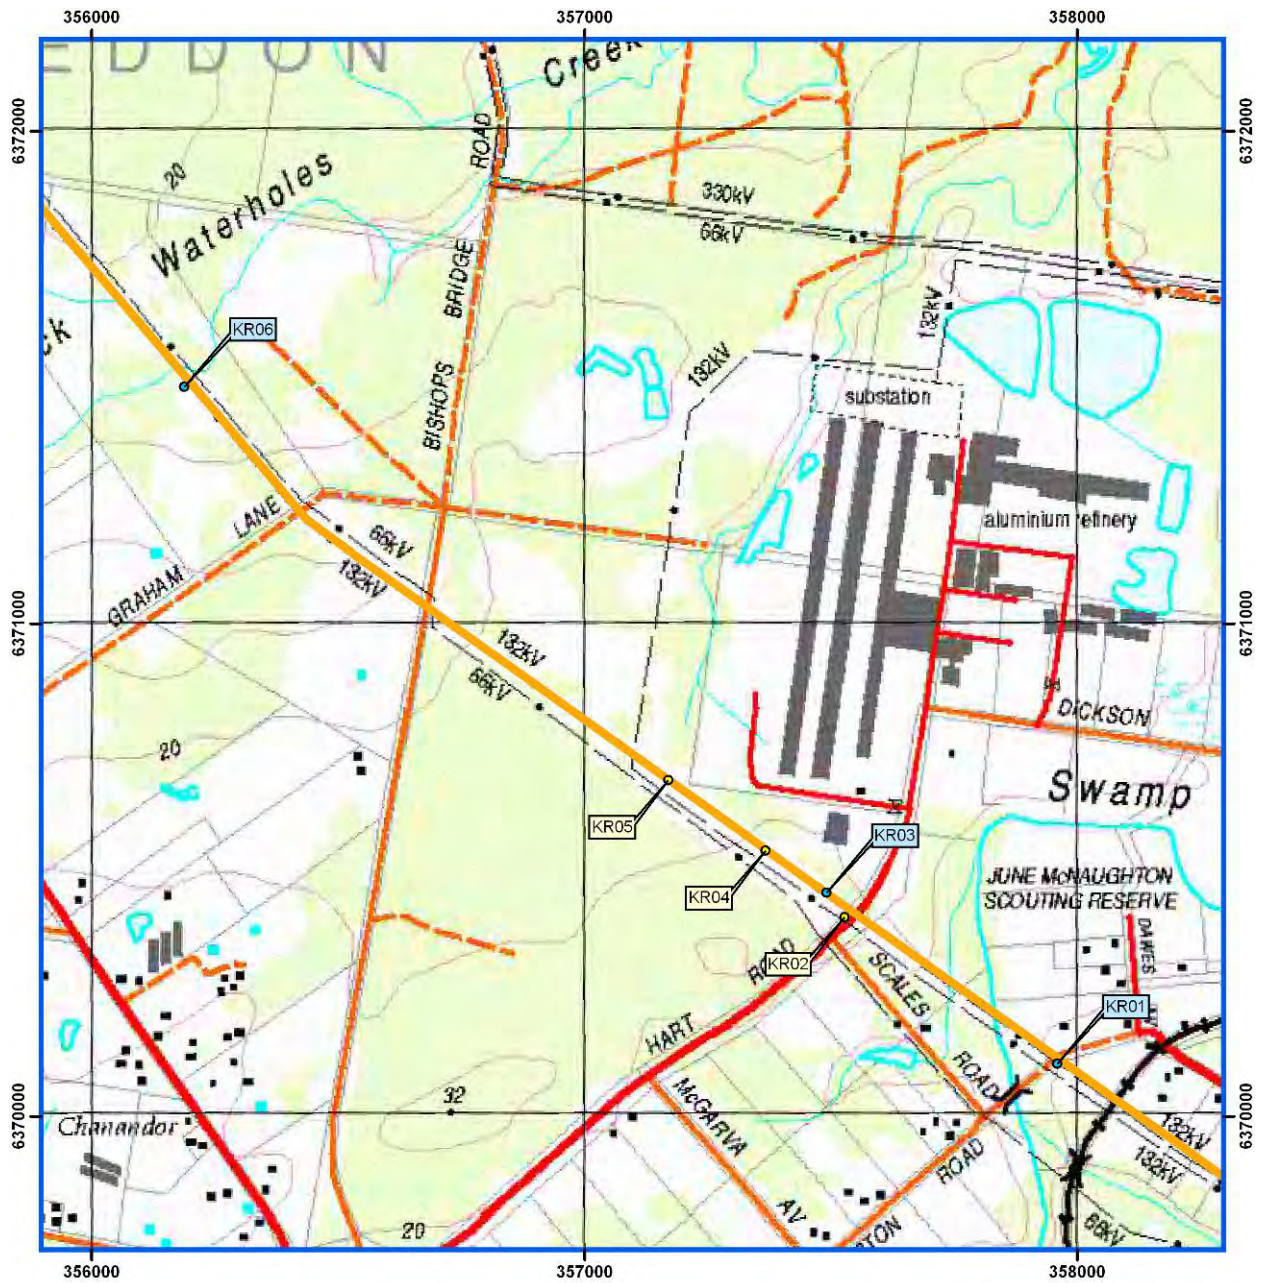 356000
357000
358000
EDDON
Creek
6372000
6372000
ROAD
20
Waterholes
330kV
66kV
BRIDGE
132kV
KR06
ck
132kV
BISHOPS
substation
LANE
aluminium refinery
66kV
132kV
GRAHAM
6371000
6371000
132kV
66kV
DICKSON
20
Swamp
KR05
KR03
JUNE McNAUGHTON
SCOUTING RESERVE
KR04
DAWES
ROAD
KR02
SCALES
KR01
HART
ROAD
32
McGARVA
6370000
6370000
Chanandor
132kV
132kV
ROAD
AV
TON
20
66kV
356000
357000
358000